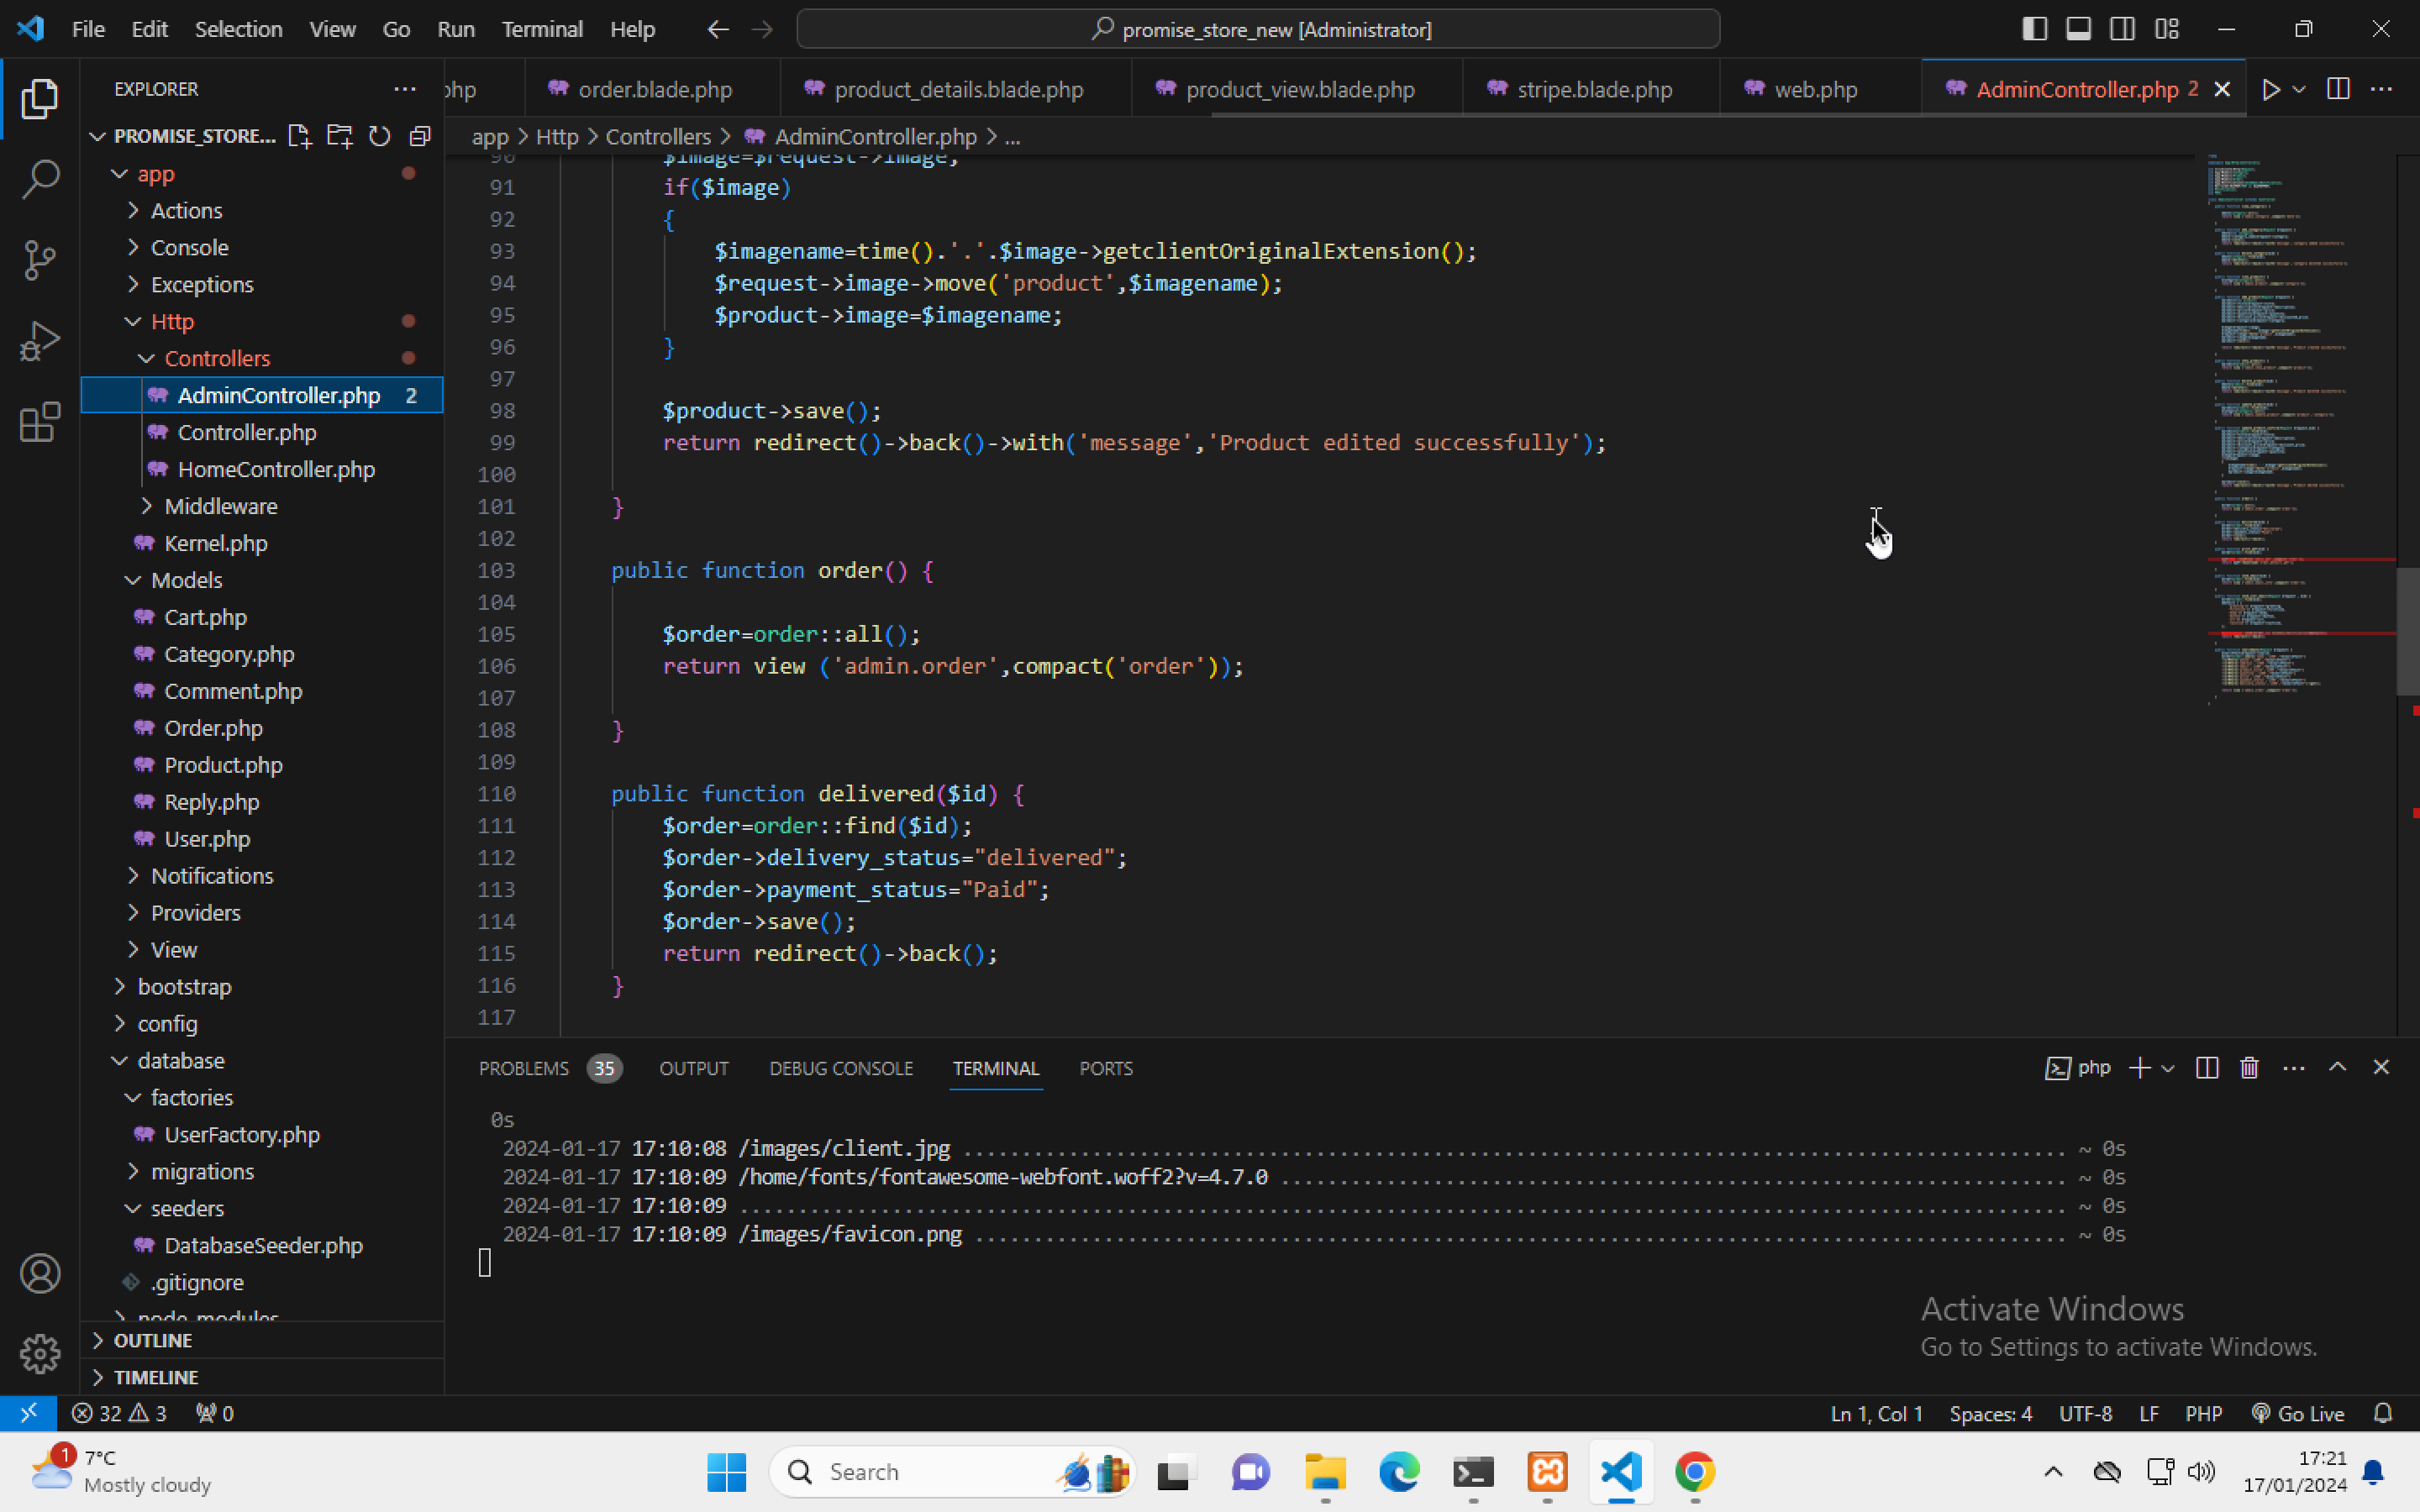 File Edit Selection View Go Run Terminal Help
promise_store_new [Administrator]
EXPLORER
PROMISE_STORE...
app
Actions
Console
Exceptions
Http
Controllers
AdminController.php 2
Controller.php
HomeController.php
Middleware
Kernel.php
Models
Cart.php
Category.php
Comment.php
Order.php
Product.php
Reply.php
User.php
Notifications
Providers
View
bootstrap
config
database
factories
UserFactory.php
migrations
seeders
DatabaseSeeder.php
.gitignore
node_modules
OUTLINE
TIMELINE
hp order.blade.php product_details.blade.php product_view.blade.php stripe.blade.php web.php AdminController.php 2
app > Http > Controllers > AdminController.php > ...
90 $image=$request->image;
91 if($image)
92 {
93 $imagename=time().'.'.$image->getclientOriginalExtension();
94 $request->image->move('product',$imagename);
95 $product->image=$imagename;
96 }
97
98 $product->save();
99 return redirect()->back()->with('message','Product edited successfully');
100
101 }
102
103 public function order() {
104
105 $order=order::all();
106 return view ('admin.order',compact('order'));
107
108 }
109
110 public function delivered($id) {
111 $order=order::find($id);
112 $order->delivery_status="delivered";
113 $order->payment_status="Paid";
114 $order->save();
115 return redirect()->back();
116 }
117
PROBLEMS 35 OUTPUT DEBUG CONSOLE TERMINAL PORTS
php
0s
2024-01-17 17:10:08 /images/client.jpg ........ ~ 0s
2024-01-17 17:10:09 /home/fonts/fontawesome-webfont.woff2?v=4.7.0 ........ ~ 0s
2024-01-17 17:10:09 ........ ~ 0s
2024-01-17 17:10:09 /images/favicon.png ........ ~ 0s
Activate Windows
Go to Settings to activate Windows.
32 3 0
Ln 1, Col 1 Spaces: 4 UTF-8 LF PHP Go Live
1
7°C
Mostly cloudy
Search
17:21
17/01/2024